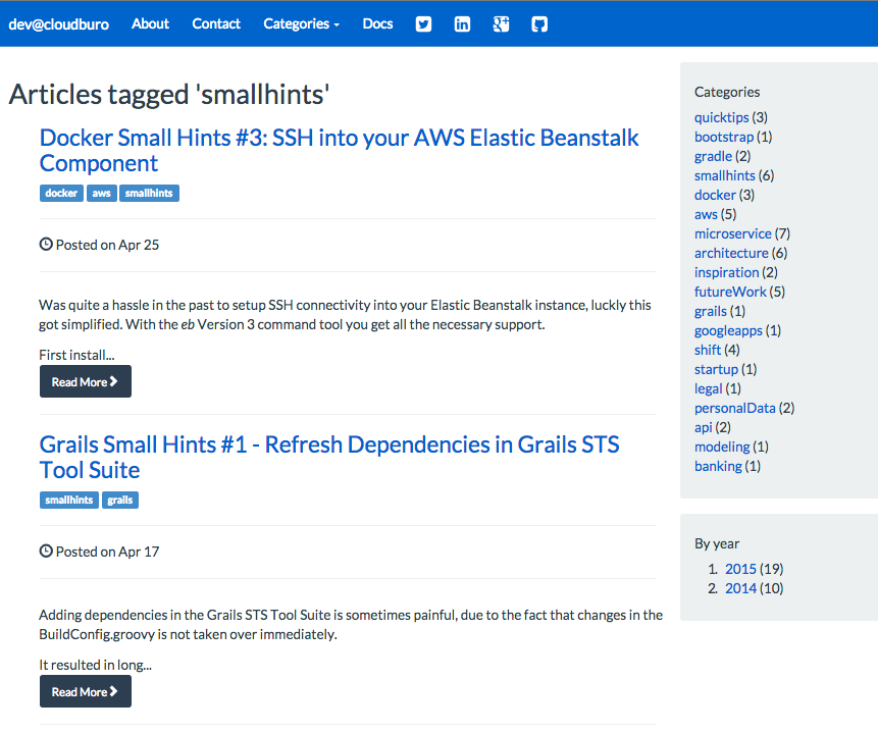 dev@cloudburo About Contact Categories Docs
Articles tagged 'smallhints'
Docker Small Hints #3: SSH into your AWS Elastic Beanstalk
Component
docker aws smallhints
Posted on Apr 25
Was quite a hassle in the past to setup SSH connectivity into your Elastic Beanstalk instance, luckly this
got simplified. With the eb Version 3 command tool you get all the necessary support.
First install...
Read More
Grails Small Hints #1 - Refresh Dependencies in Grails STS
Tool Suite
smallhints grails
Posted on Apr 17
Adding dependencies in the Grails STS Tool Suite is sometimes painful, due to the fact that changes in the
BuildConfig.groovy is not taken over immediately.
It resulted in long...
Read More
Categories
quicktips (3)
bootstrap (1)
gradle (2)
smallhints (6)
docker (3)
aws (5)
microservice (7)
architecture (6)
inspiration (2)
futureWork (5)
grails (1)
googleapps (1)
shift (4)
startup (1)
legal (1)
personalData (2)
api (2)
modeling (1)
banking (1)
By year
1. 2015 (19)
2. 2014 (10)